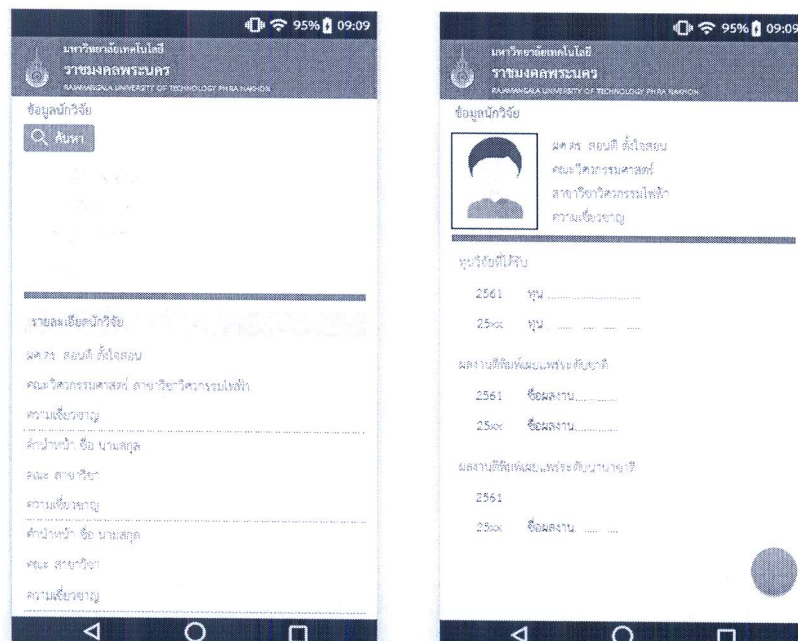 95% 09:09
มหาวิทยาลัยเทคโนโลยี
ราชมงคลพระนคร
RAJAMANGALA UNIVERSITY OF TECHNOLOGY PHRA NAKHON
ข้อมูลนักวิจัย
ค้นหา
รายละเอียดนักวิจัย
ผศ.ดร. สอนดี ตั้งใจสอน
คณะวิศวกรรมศาสตร์ สาขาวิชาวิศวกรรมไฟฟ้า
ความเชี่ยวชาญ
คำนำหน้า ชื่อ นามสกุล
คณะ สาขาวิชา
ความเชี่ยวชาญ
คำนำหน้า ชื่อ นามสกุล
คณะ สาขาวิชา
ความเชี่ยวชาญ
95% 09:09
มหาวิทยาลัยเทคโนโลยี
ราชมงคลพระนคร
RAJAMANGALA UNIVERSITY OF TECHNOLOGY PHRA NAKHON
ข้อมูลนักวิจัย
ผศ.ดร. สอนดี ตั้งใจสอน
คณะวิศวกรรมศาสตร์
สาขาวิชาวิศวกรรมไฟฟ้า
ความเชี่ยวชาญ
ทุนวิจัยที่ได้รับ
2561 ทุน ..........................
25xx ทุน ..... .... .... ....
ผลงานตีพิมพ์เผยแพร่ระดับชาติ
2561 ชื่อผลงาน............
25xx ชื่อผลงาน............
ผลงานตีพิมพ์เผยแพร่ระดับนานาชาติ
2561
25xx ชื่อผลงาน...... ....